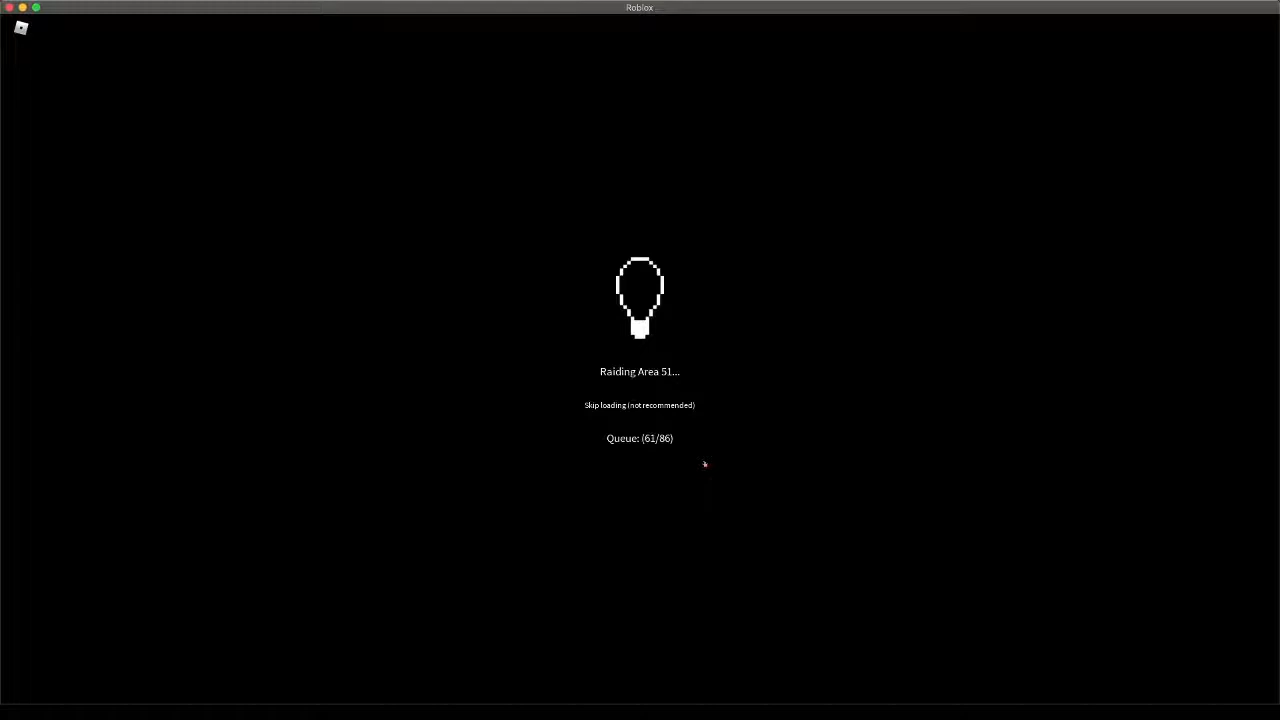 Roblox
Raiding Area 51...
Skip loading (not recommended)
Queue: (61/86)